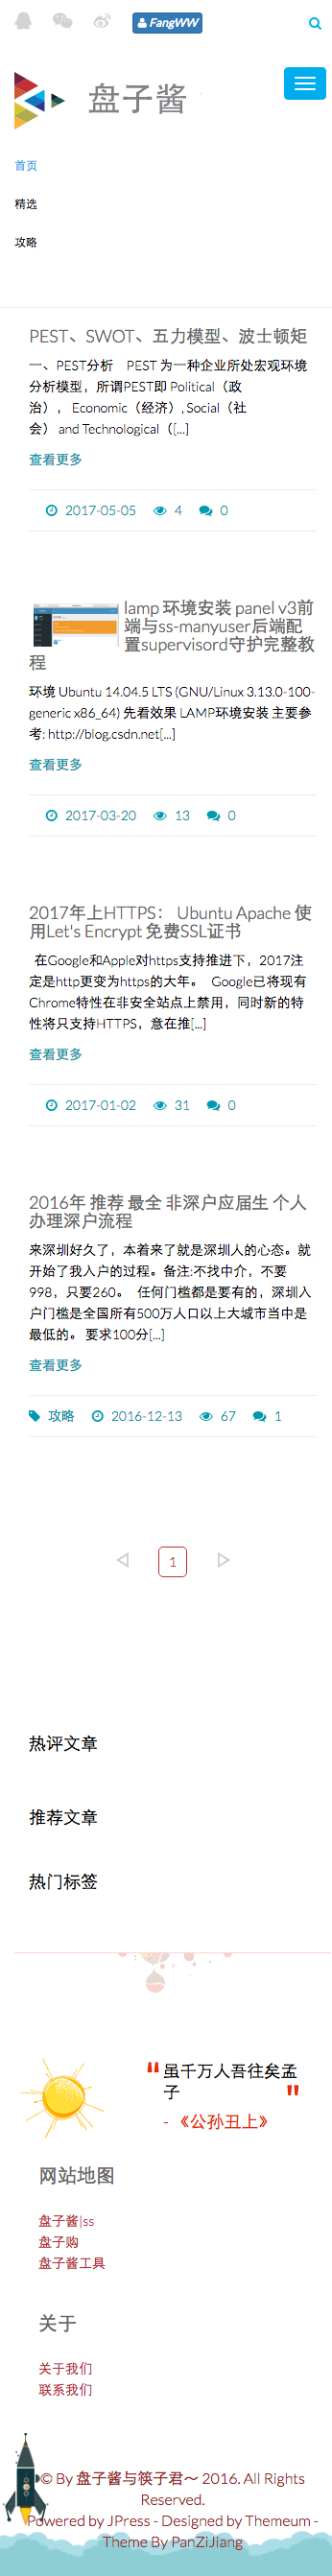 FangWW
盘子酱
首页
精选
攻略
PEST、SWOT、五力模型、波士顿矩
一、PEST分析 PEST 为一种企业所处宏观环境
分析模型，所谓PEST即 Political（政
治）， Economic（经济）, Social（社
会） and Technological（[...]
查看更多
2017-05-05 4 0
lamp 环境安装 panel v3前
端与ss-manyuser后端配
置supervisord守护完整教
程
环境 Ubuntu 14.04.5 LTS (GNU/Linux 3.13.0-100-
generic x86_64) 先看效果 LAMP环境安装 主要参
考: http://blog.csdn.net[...]
查看更多
2017-03-20 13 0
2017年上HTTPS： Ubuntu Apache 使
用Let's Encrypt 免费SSL证书
在Google和Apple对https支持推进下，2017注
定是http更变为https的大年。 Google已将现有
Chrome特性在非安全站点上禁用，同时新的特
性将只支持HTTPS，意在推[...]
查看更多
2017-01-02 31 0
2016年 推荐 最全 非深户应届生 个人
办理深户流程
来深圳好久了，本着来了就是深圳人的心态。就
开始了我入户的过程。备注:不找中介，不要
998，只要260。 任何门槛都是要有的，深圳入
户门槛是全国所有500万人口以上大城市当中是
最低的。 要求100分[...]
查看更多
攻略 2016-12-13 67 1
1
热评文章
推荐文章
热门标签
"虽千万人吾往矣孟
子"
- 《公孙丑上》
网站地图
盘子酱|ss
盘子购
盘子酱工具
关于
关于我们
联系我们
© By 盘子酱与筷子君～ 2016. All Rights
Reserved.
Powered by JPress - Designed by Themeum -
Theme By PanZiJiang